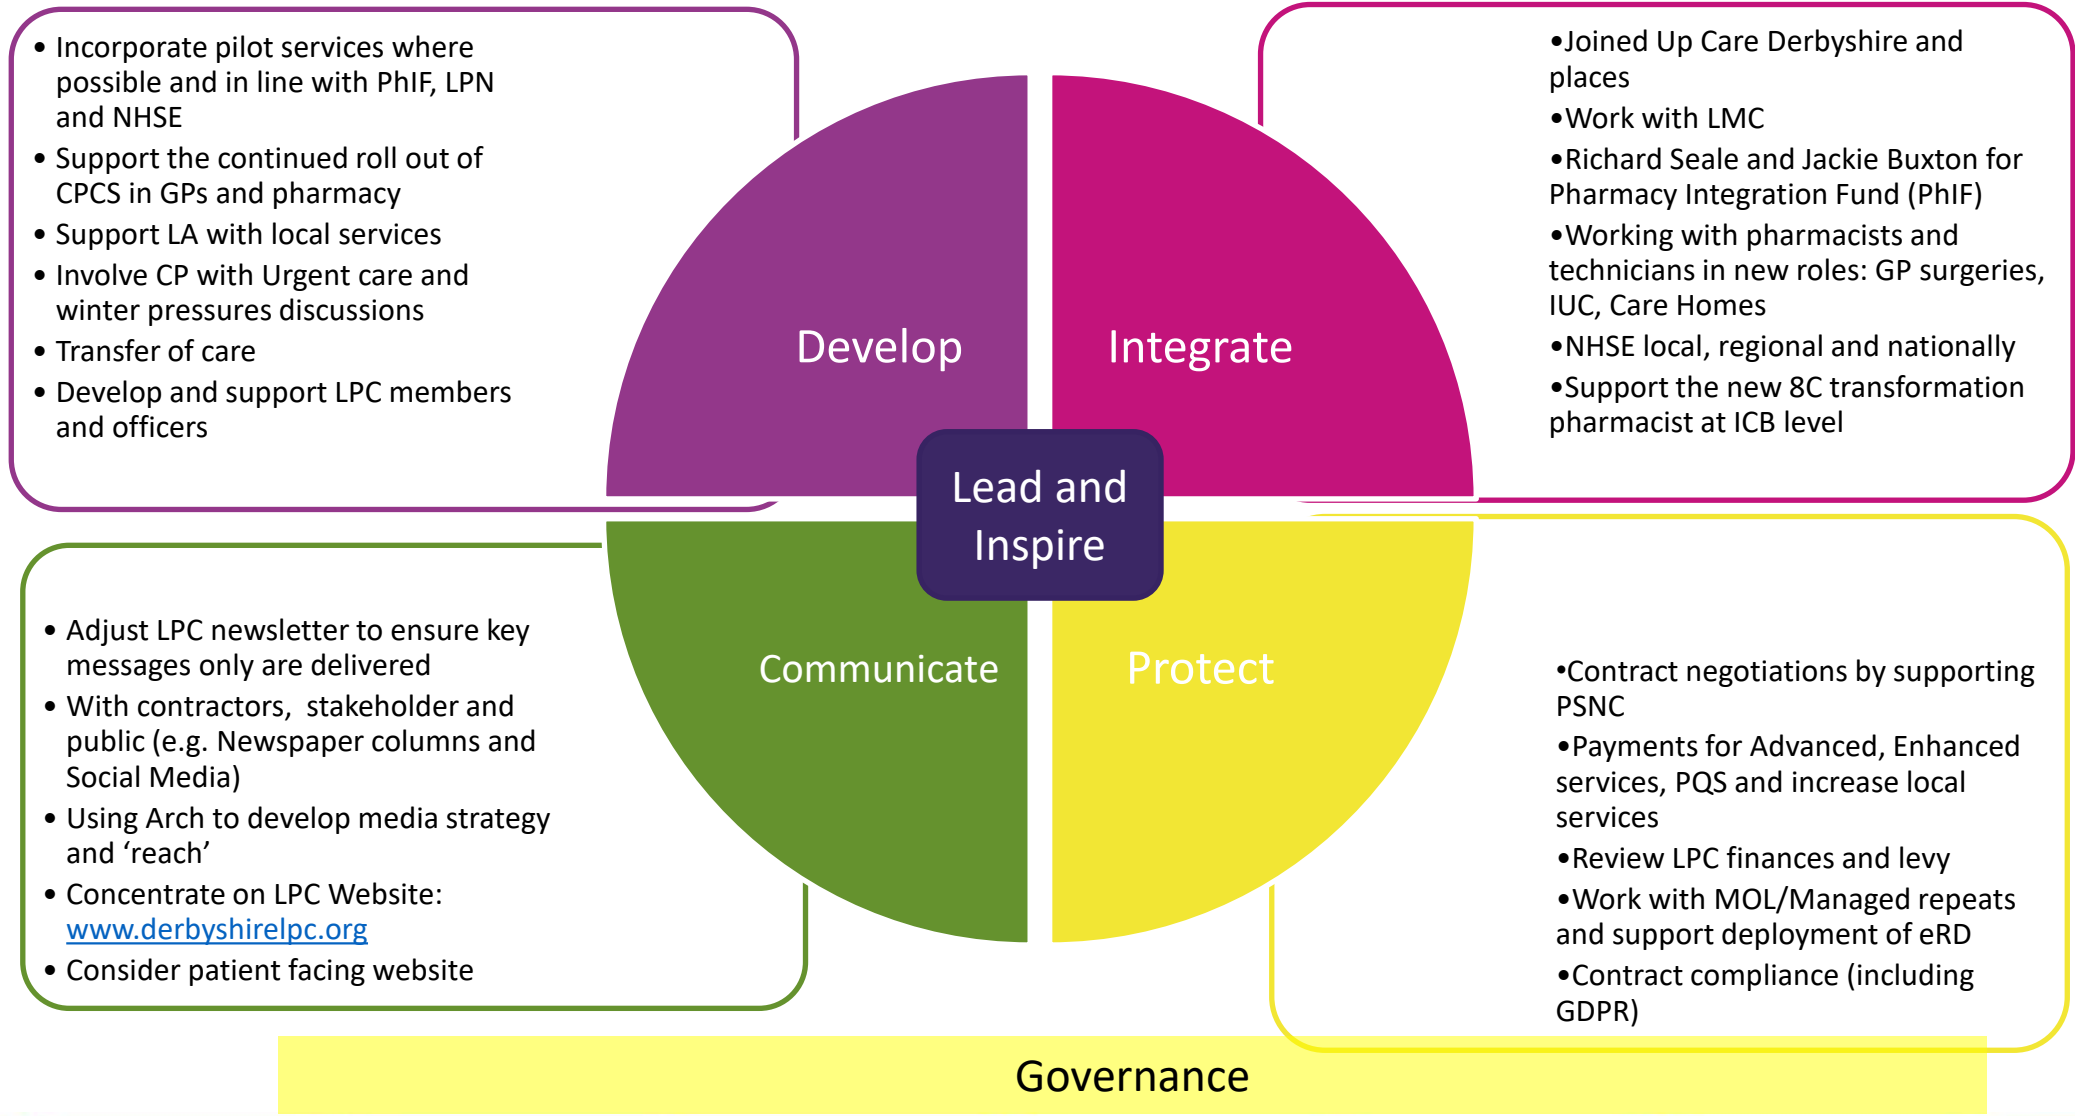 • Incorporate pilot services where
possible and in line with PhIF, LPN
and NHSE
• Support the continued roll out of
CPCS in GPs and pharmacy
• Support LA with local services
• Involve CP with Urgent care and
winter pressures discussions
• Transfer of care
• Develop and support LPC members
and officers
•Joined Up Care Derbyshire and
places
•Work with LMC
•Richard Seale and Jackie Buxton for
Pharmacy Integration Fund (PhIF)
•Working with pharmacists and
technicians in new roles: GP surgeries,
IUC, Care Homes
•NHSE local, regional and nationally
•Support the new 8C transformation
pharmacist at ICB level
Develop
Integrate
Lead and
Inspire
Communicate
Protect
• Adjust LPC newsletter to ensure key
messages only are delivered
• With contractors, stakeholder and
public (e.g. Newspaper columns and
Social Media)
• Using Arch to develop media strategy
and ‘reach’
• Concentrate on LPC Website:
www.derbyshirelpc.org
• Consider patient facing website
•Contract negotiations by supporting
PSNC
•Payments for Advanced, Enhanced
services, PQS and increase local
services
•Review LPC finances and levy
•Work with MOL/Managed repeats
and support deployment of eRD
•Contract compliance (including
GDPR)
Governance